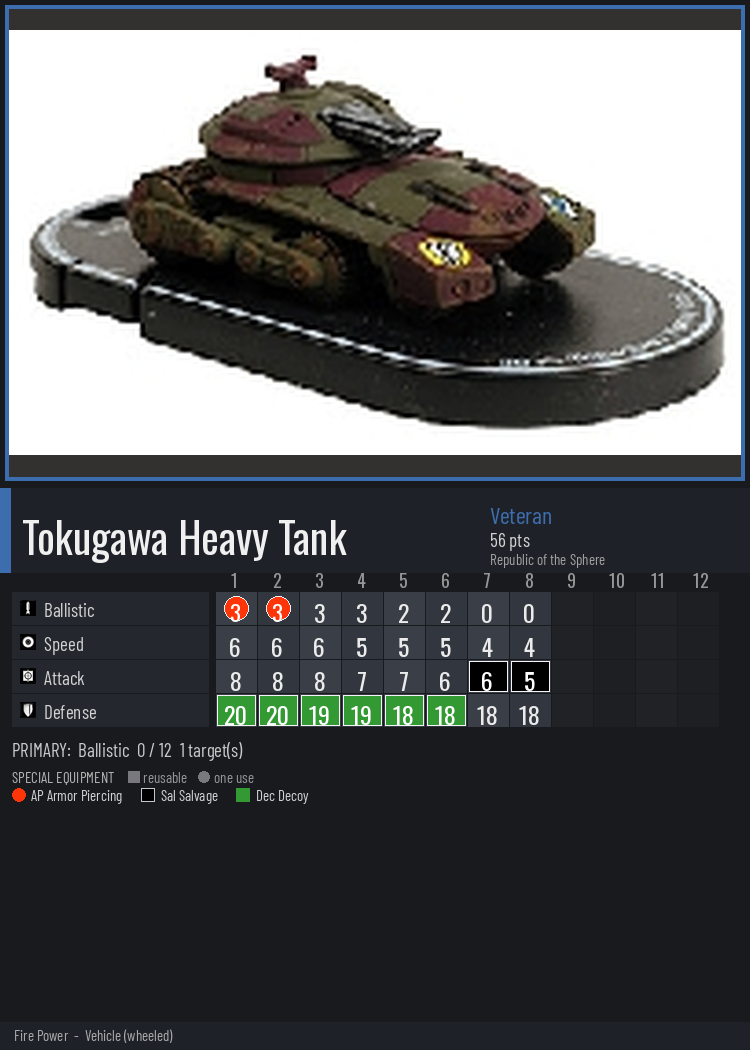 Tokugawa Heavy Tank
Veteran
56 pts
Republic of the Sphere
1 2 3 4 5 6 7 8 9 10 11 12
Ballistic 3 3 3 3 2 2 0 0
Speed 6 6 6 5 5 5 4 4
Attack 8 8 8 7 7 6 6 5
Defense 20 20 19 19 18 18 18 18
PRIMARY: Ballistic 0 / 12 1 target(s)
SPECIAL EQUIPMENT reusable one use
AP Armor Piercing Sal Salvage Dec Decoy
Fire Power - Vehicle (wheeled)